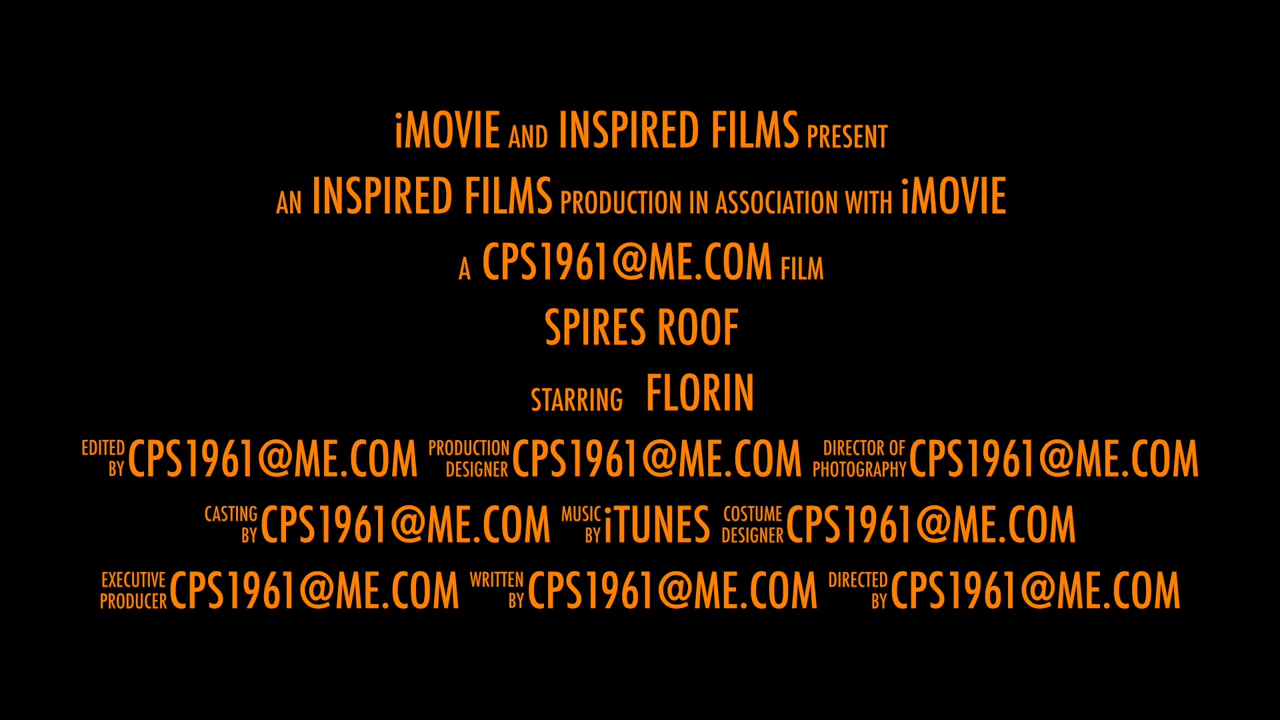 iMOVIE AND INSPIRED FILMS PRESENT
AN INSPIRED FILMS PRODUCTION IN ASSOCIATION WITH iMOVIE
A CPS1961@ME.COM FILM
SPIRES ROOF
STARRING FLORIN
EDITED BY CPS1961@ME.COM PRODUCTION DESIGNER CPS1961@ME.COM DIRECTOR OF PHOTOGRAPHY CPS1961@ME.COM
CASTING BY CPS1961@ME.COM MUSIC BY iTUNES COSTUME DESIGNER CPS1961@ME.COM
EXECUTIVE PRODUCER CPS1961@ME.COM WRITTEN BY CPS1961@ME.COM DIRECTED BY CPS1961@ME.COM